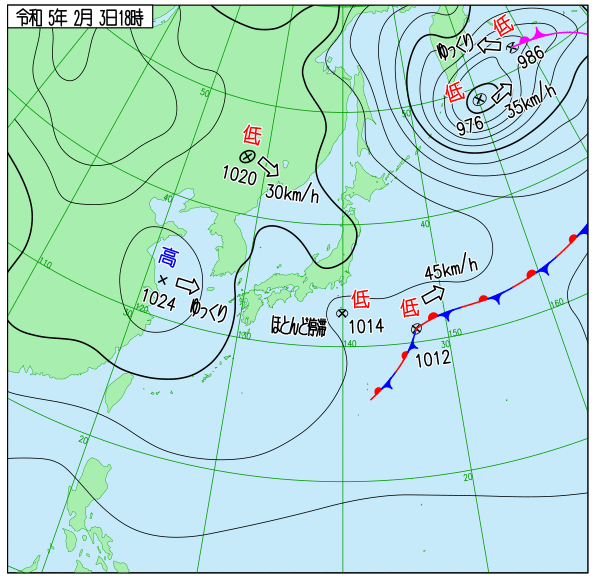 令和 5年 2月 3日18時
低
ゆっくり
986
低
35km/h
976
50
50
低
1020
30km/h
40
40
高
1024
ゆっくり
110
45km/h
低
低
ほとんど停滞
1014
1012
160
150
30
120
30
130
140
20
20